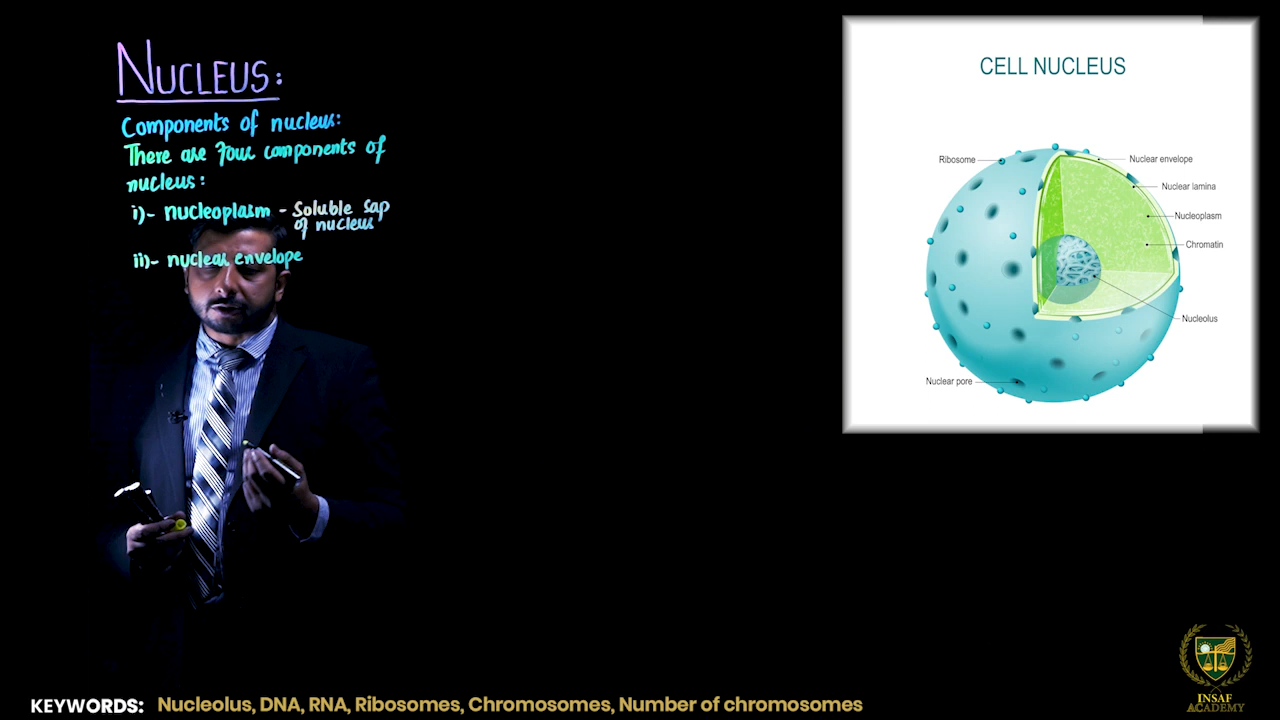 NUCLEUS:
Components of nucleus:
There are four components of
nucleus:
i)- nucleoplasm - Soluble Sap
of nucleus
ii)- nuclear envelope
CELL NUCLEUS
Ribosome
Nuclear envelope
Nuclear lamina
Nucleoplasm
Chromatin
Nucleolus
Nuclear pore
INSAF
ACADEMY
KEYWORDS: Nucleolus, DNA, RNA, Ribosomes, Chromosomes, Number of chromosomes